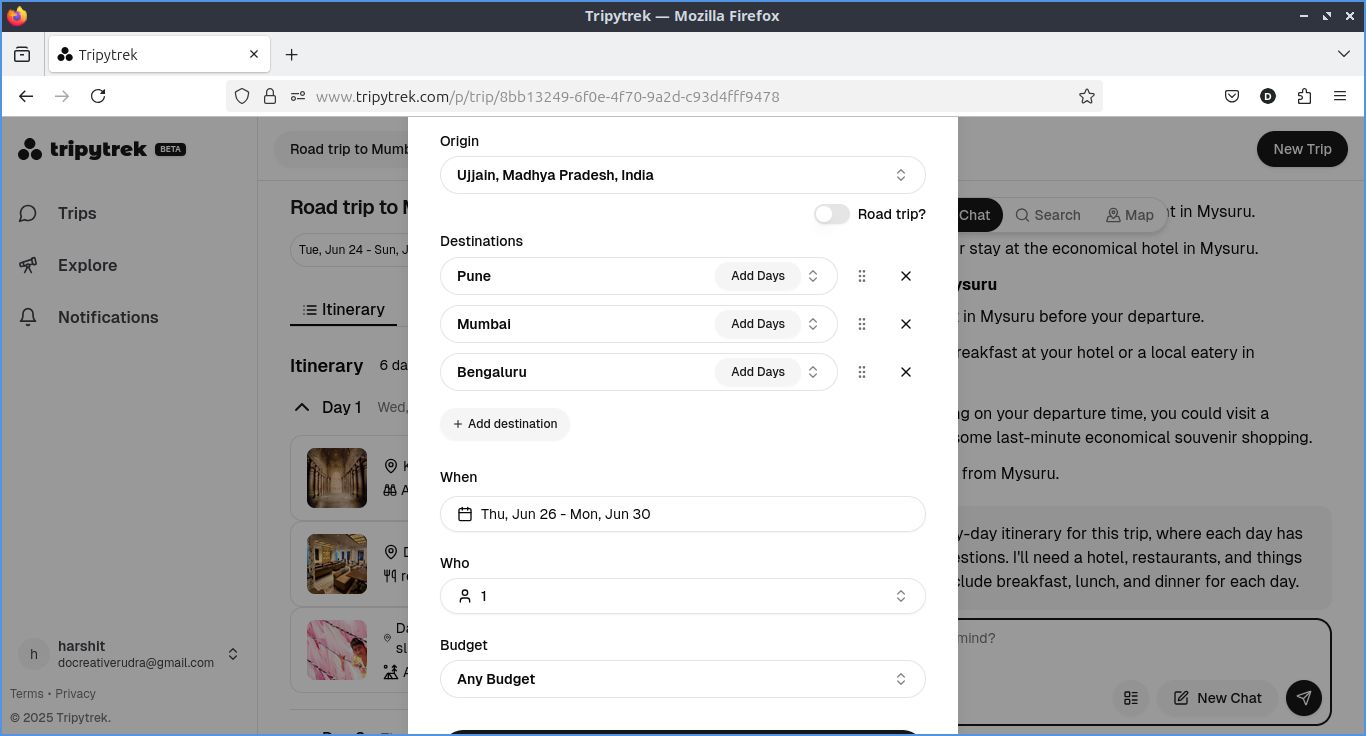 Tripytrek — Mozilla Firefox
Tripytrek
www.tripytrek.com/p/trip/8bb13249-6f0e-4f70-9a2d-c93d4fff9478
D
tripytrek BETA
Trips
Explore
Notifications
h
harshit
docreativerudra@gmail.com
Terms • Privacy
© 2025 Tripytrek.
Road trip to Mumb
New Trip
Road trip to M
Tue, Jun 24 - Sun, J
Itinerary
Itinerary 6 da
Day 1 Wed,
A
re
Da
sl
A
Origin
Ujjain, Madhya Pradesh, India
Road trip?
Destinations
Pune Add Days
Mumbai Add Days
Bengaluru Add Days
+ Add destination
When
Thu, Jun 26 - Mon, Jun 30
Who
1
Budget
Any Budget
Chat Search Map
t in Mysuru.
r stay at the economical hotel in Mysuru.
ysuru
in Mysuru before your departure.
reakfast at your hotel or a local eatery in
ng on your departure time, you could visit a
some last-minute economical souvenir shopping.
from Mysuru.
y-day itinerary for this trip, where each day has
estions. I'll need a hotel, restaurants, and things
clude breakfast, lunch, and dinner for each day.
mind?
New Chat